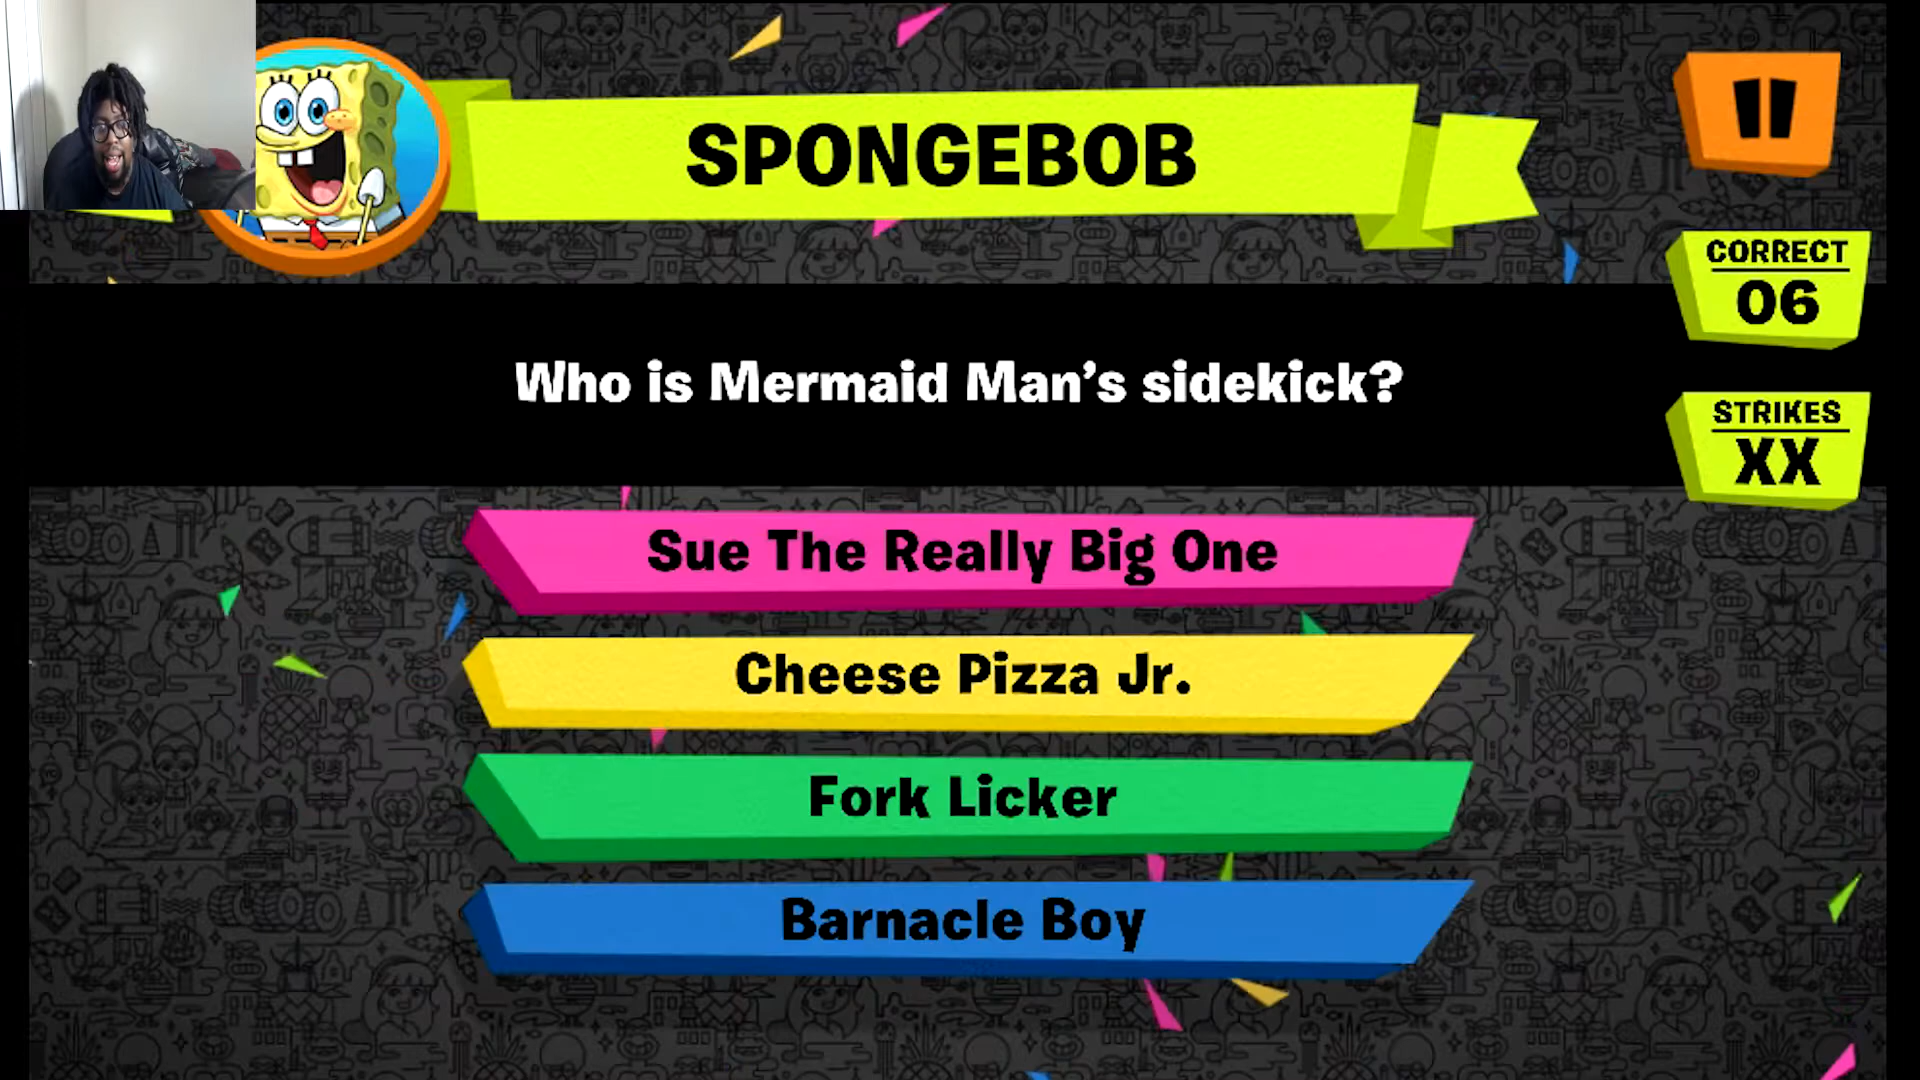 SPONGEBOB
CORRECT
06
Who is Mermaid Man's sidekick?
STRIKES
XX
Sue The Really Big One
Cheese Pizza Jr.
Fork Licker
Barnacle Boy